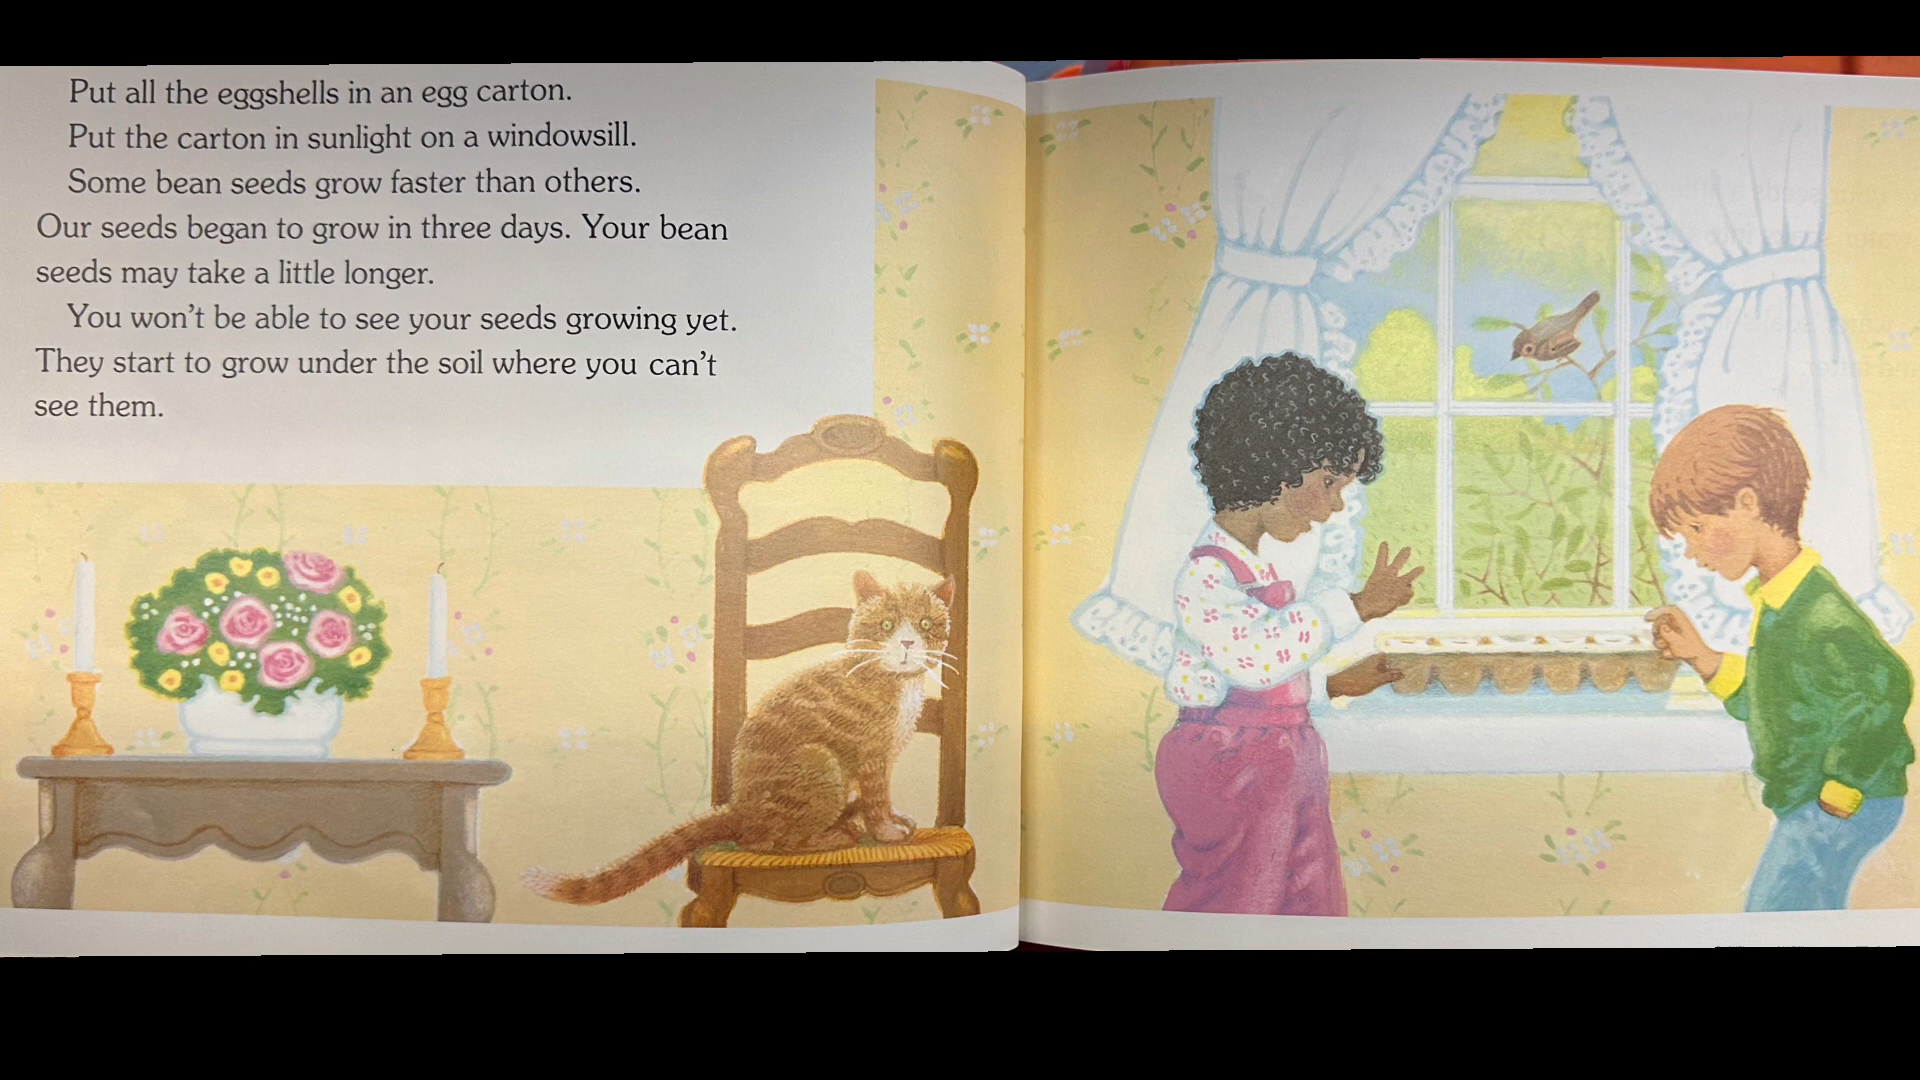 Put all the eggshells in an egg carton.
Put the carton in sunlight on a windowsill.
Some bean seeds grow faster than others.
Our seeds began to grow in three days. Your bean
seeds may take a little longer.
You won't be able to see your seeds growing yet.
They start to grow under the soil where you can't
see them.